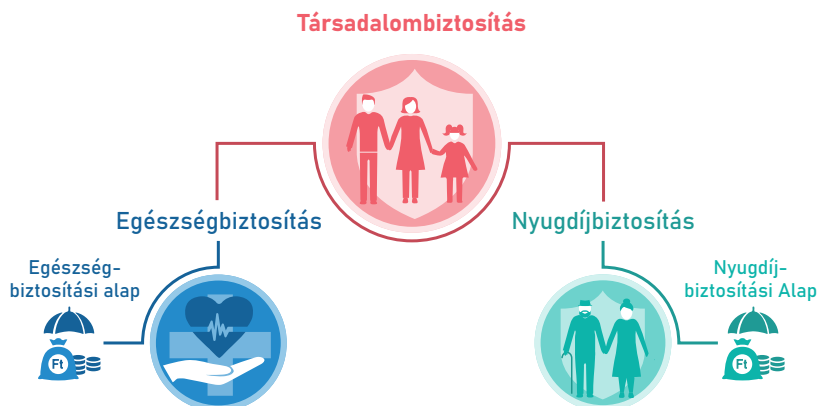 Társadalombiztosítás
Egészségbiztosítás
Nyugdíjbiztosítás
Egészség-
biztosítási alap
Nyugdíj-
biztosítási Alap
Ft
Ft